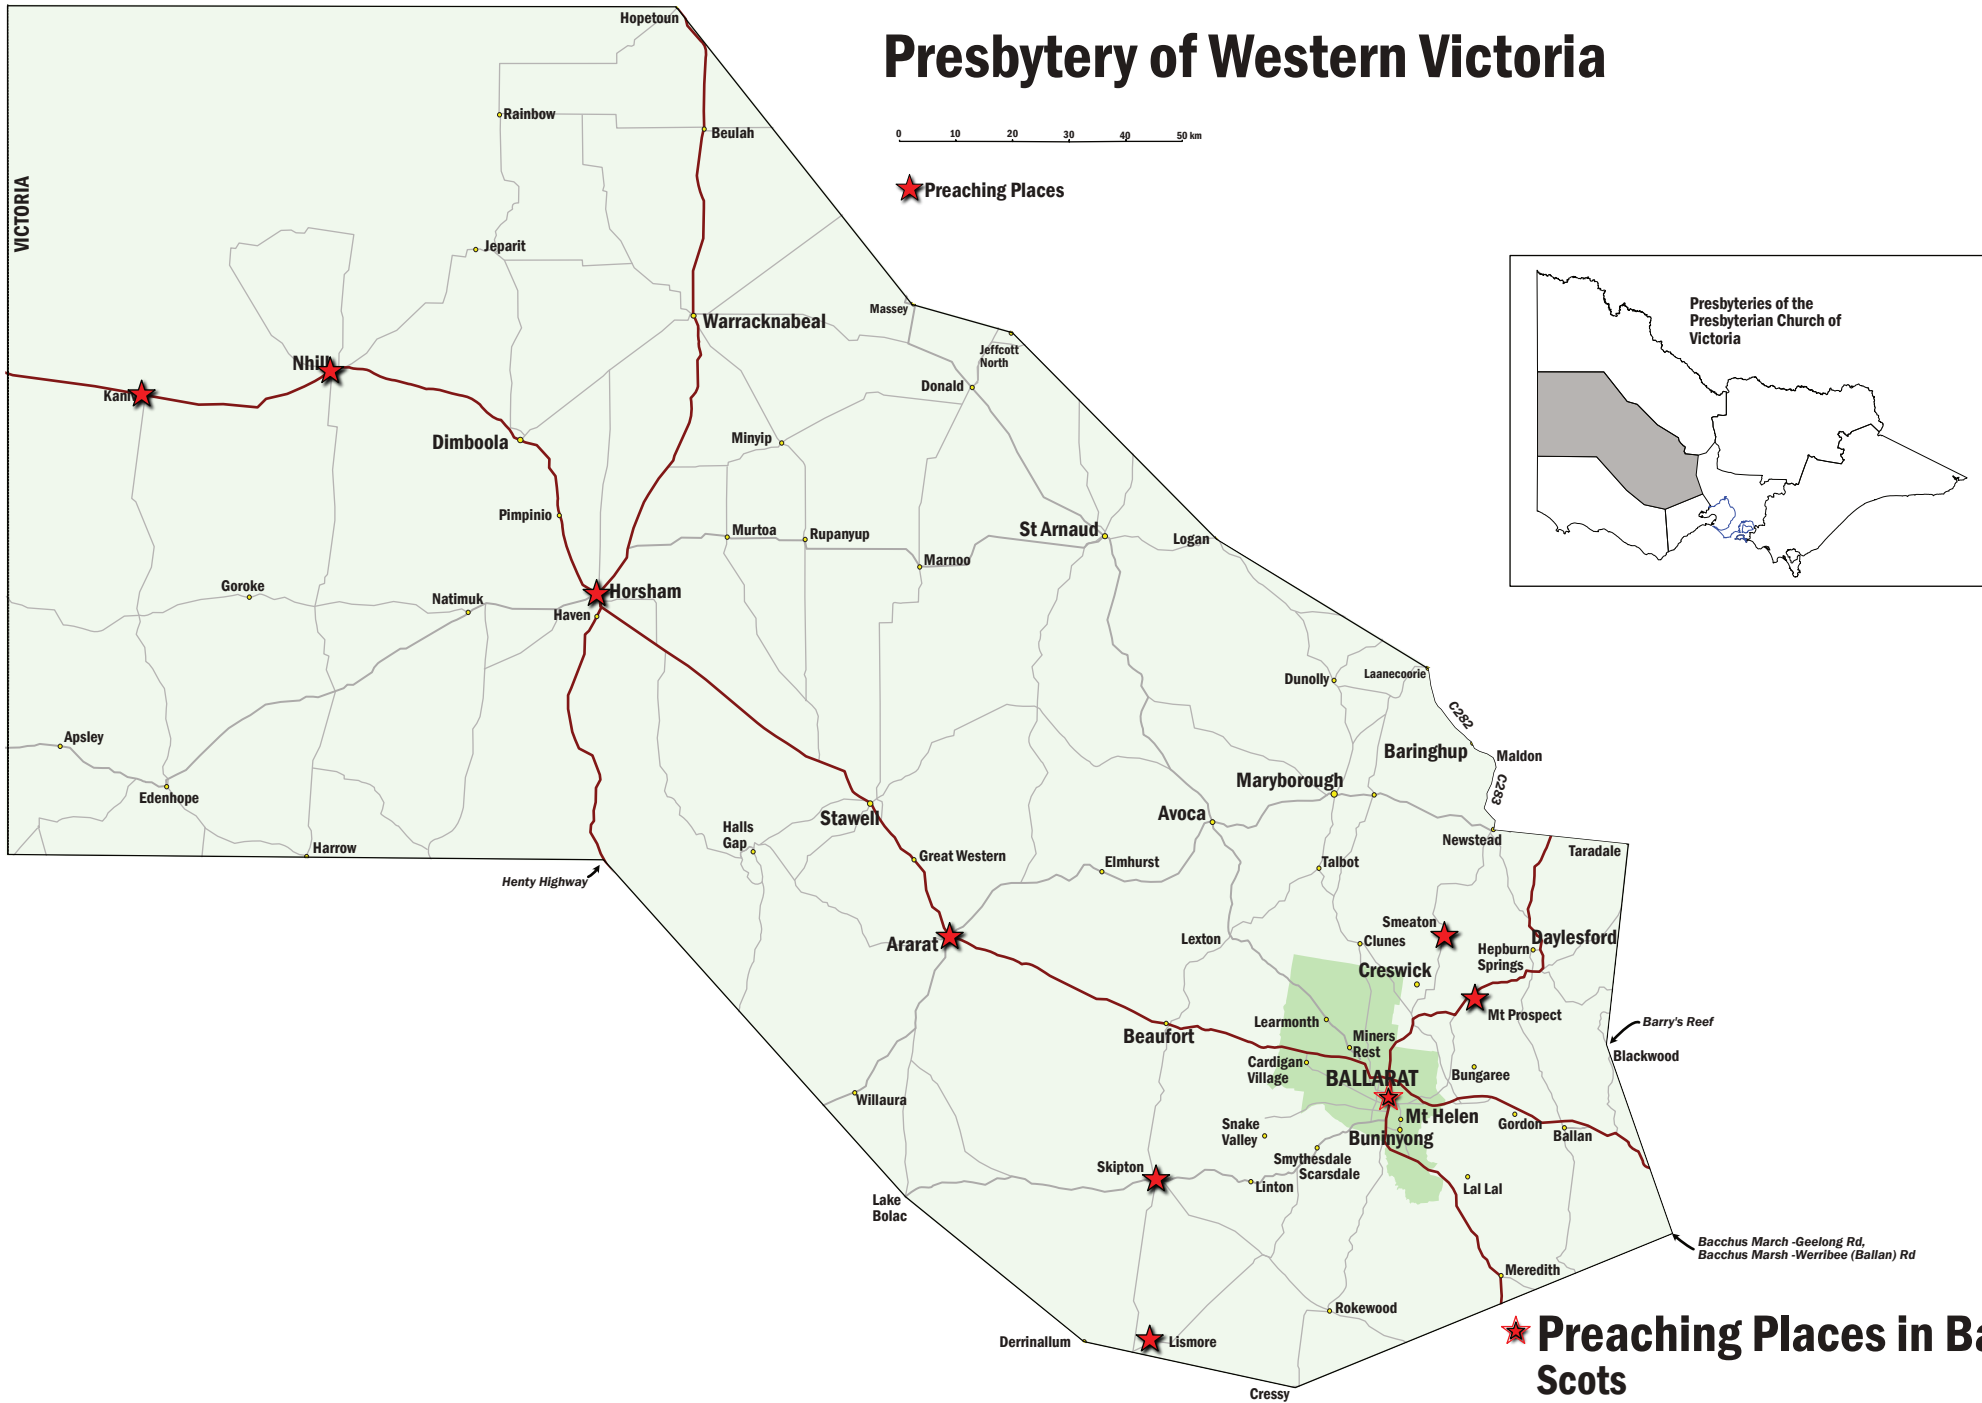 Presbytery of Western Victoria
0 10 20 30 40 50 km
Preaching Places
VICTORIA
Hopetoun
Rainbow
Beulah
Jeparit
Massey
Warracknabeal
Jeffcott
North
Nhill
Donald
Dimboola
Minyip
Pimpinio
Murtoa
Rupanyup
St Arnaud
Logan
Marnoo
Goroke
Natimuk
Horsham
Haven
Dunolly
Laanecoorie
C282
Apsley
Baringhup
Maldon
Edenhope
Maryborough
C283
Stawell
Avoca
Halls
Gap
Harrow
Newstead
Taradale
Great Western
Henty Highway
Elmhurst
Talbot
Smeaton
Ararat
Lexton
Clunes
Hepburn
Springs
Daylesford
Creswick
Mt Prospect
Learmonth
Barry's Reef
Beaufort
Miners
Rest
Blackwood
Cardigan
Village
BALLARAT
Bungaree
Willaura
Mt Helen
Snake
Valley
Gordon
Buninyong
Ballan
Smythesdale
Scarsdale
Skipton
Linton
Lal Lal
Lake
Bolac
Bacchus March -Geelong Rd,
Bacchus Marsh -Werribee (Ballan) Rd
Meredith
Rokewood
Derrinallum
Lismore
Cressy
Presbyteries of the
Presbyterian Church of
Victoria
Preaching Places in Ba
Scots